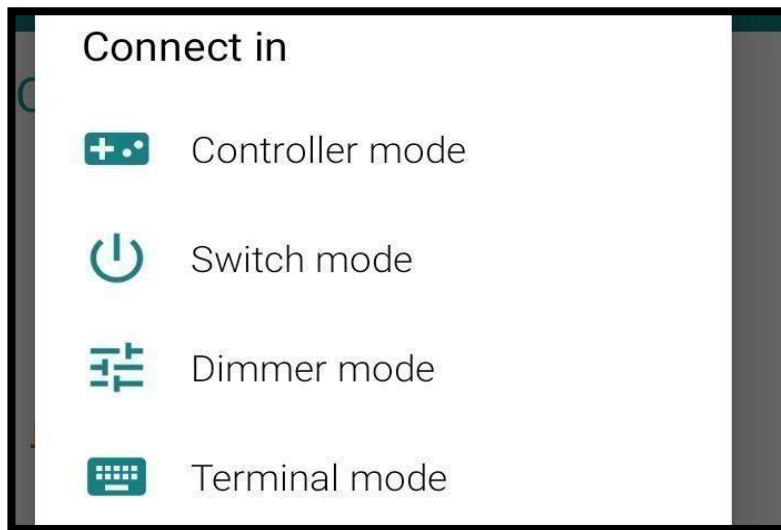 Connect in
Controller mode
Switch mode
Dimmer mode
Terminal mode